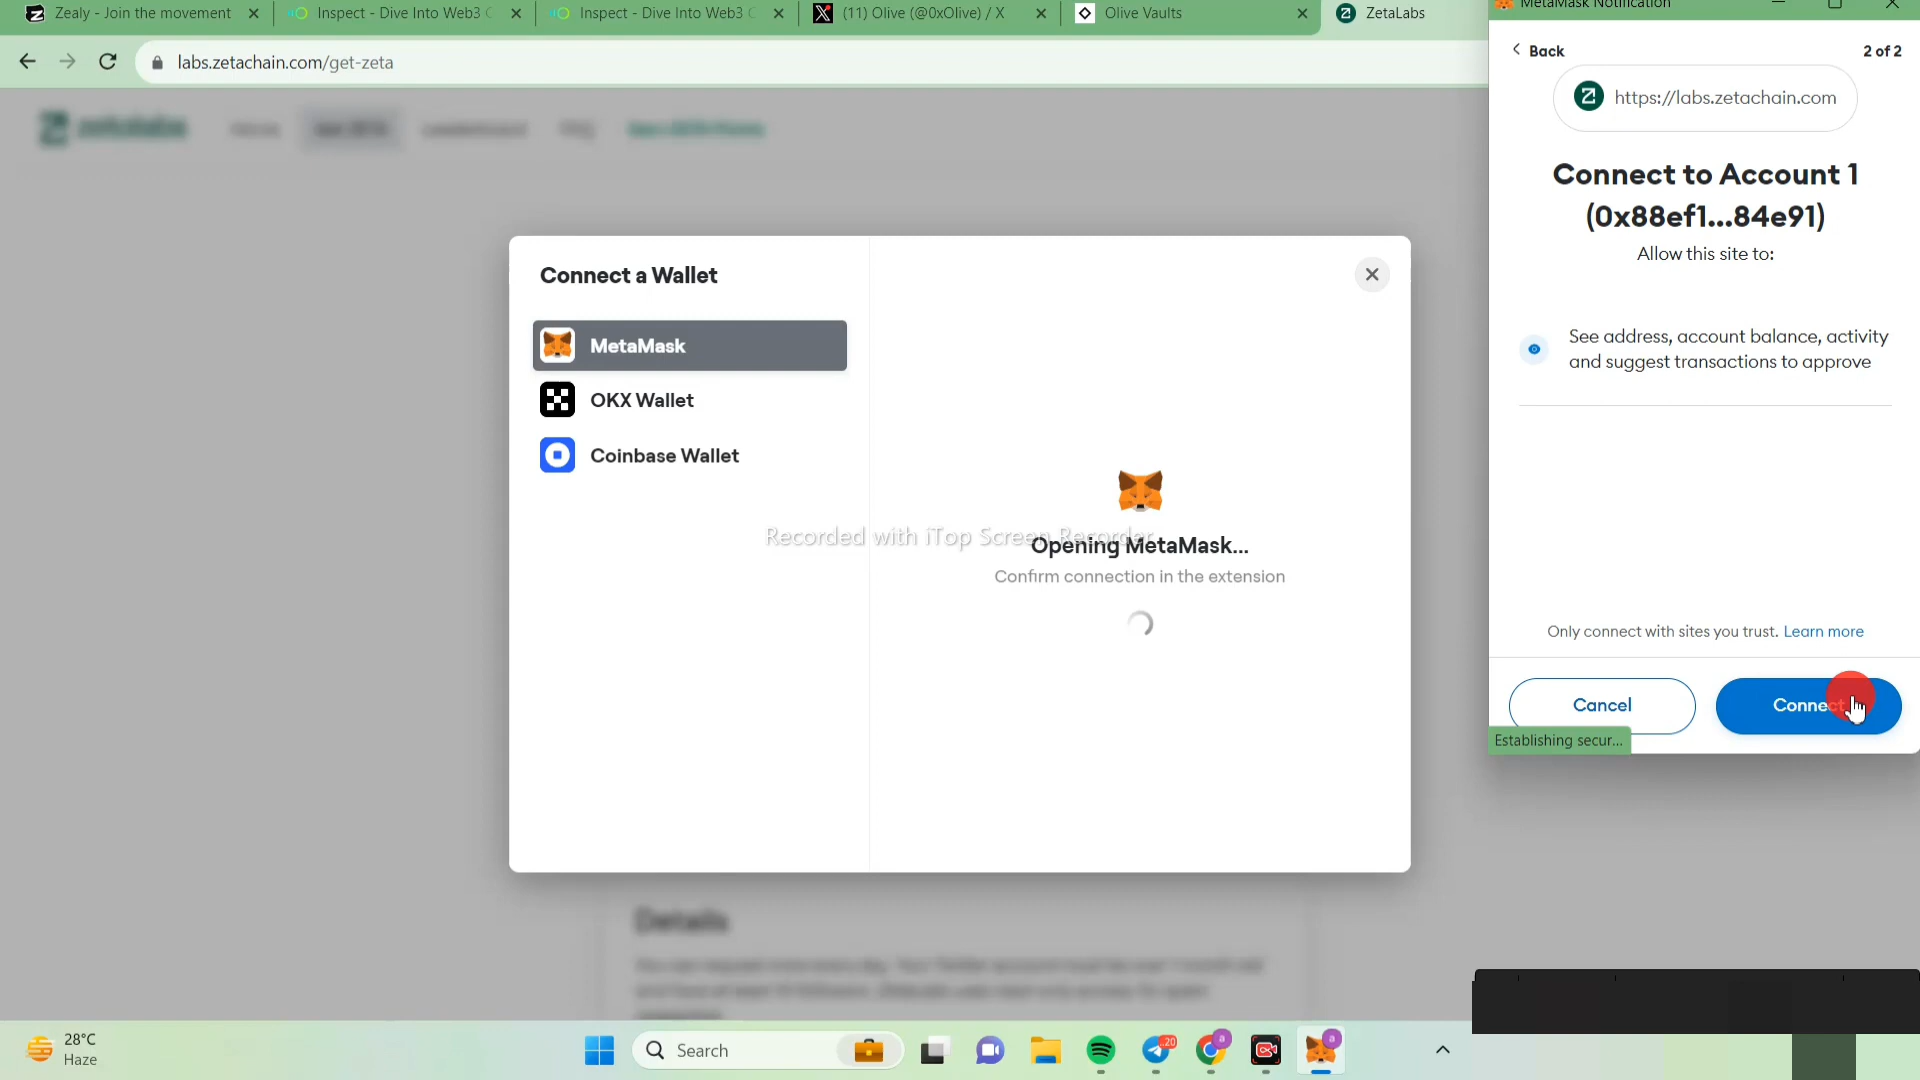 Zealy - Join the movement
Inspect - Dive Into Web3 C
Inspect - Dive Into Web3 C
(11) Olive (@0xOlive) / X
Olive Vaults
ZetaLabs
MetaMask Notification
labs.zetachain.com/get-zeta
Back
2 of 2
https://labs.zetachain.com
Connect to Account 1
(0x88ef1...84e91)
Allow this site to:
See address, account balance, activity
and suggest transactions to approve
Only connect with sites you trust. Learn more
Cancel
Connect
Establishing secur...
zetalabs
Connect a Wallet
MetaMask
OKX Wallet
Coinbase Wallet
Recorded with iTop Screen Recorder
Opening MetaMask...
Confirm connection in the extension
Details
28°C
Haze
Search
20
a
a